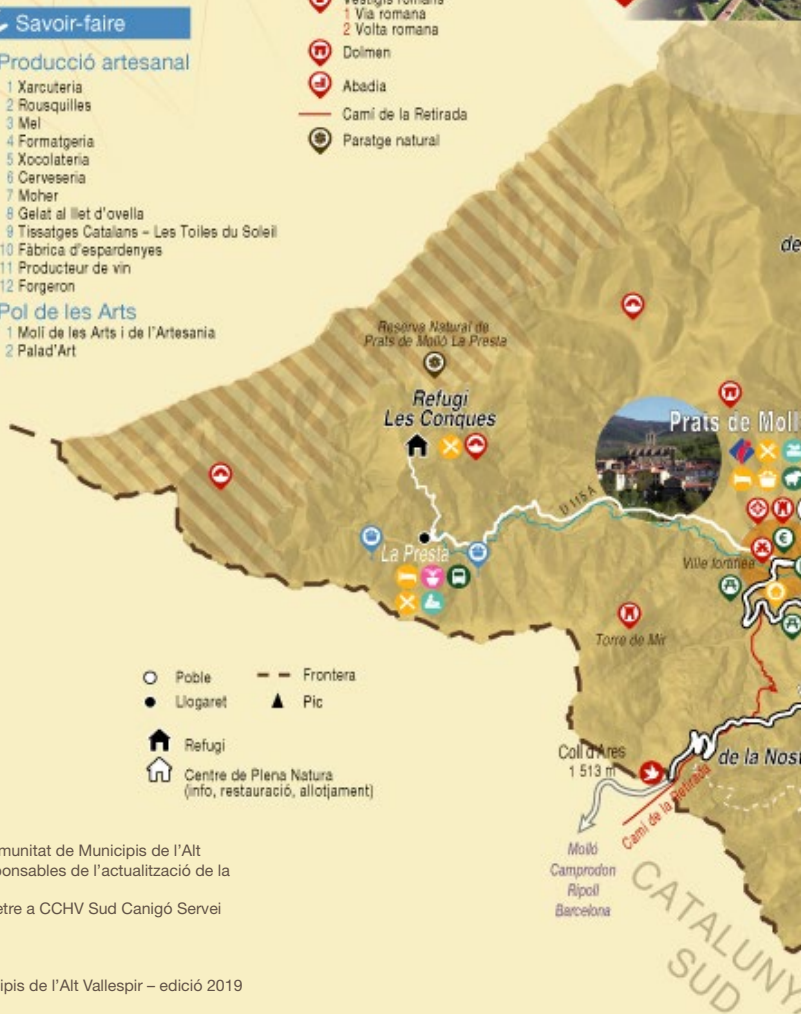 Savoir-faire
Producció artesanal
1 Xarcuteria
2 Rousquilles
3 Mel
4 Formatgeria
5 Xocolateria
6 Cerveseria
7 Moher
8 Gelat al llet d'ovella
9 Tissatges Catalans – Les Toiles du Soleil
10 Fàbrica d'espardenyes
11 Producteur de vin
12 Forgeron
Pol de les Arts
1 Molí de les Arts i de l'Artesania
2 Palad'Art
Vestigis romans
1 Via romana
2 Volta romana
Dolmen
Abadia
Camí de la Retirada
Paratge natural
de
Reserva Natural de
Prats de Molló La Presta
Refugi
Les Conques
Prats de Moll
D 115 A
La Presta
Ville fortifiée
Torre de Mir
Poble
Llogaret
Frontera
Pic
Refugi
Centre de Plena Natura
(info, restauració, allotjament)
Coll d'Ares
1 513 m
de la Nost
Camí de la Retirada
Molló
Camprodon
Ripoll
Barcelona
CATALUNY
SUD
munitat de Municipis de l'Alt
ponsables de l'actualització de la
etre a CCHV Sud Canigó Servei
ipis de l'Alt Vallespir – edició 2019